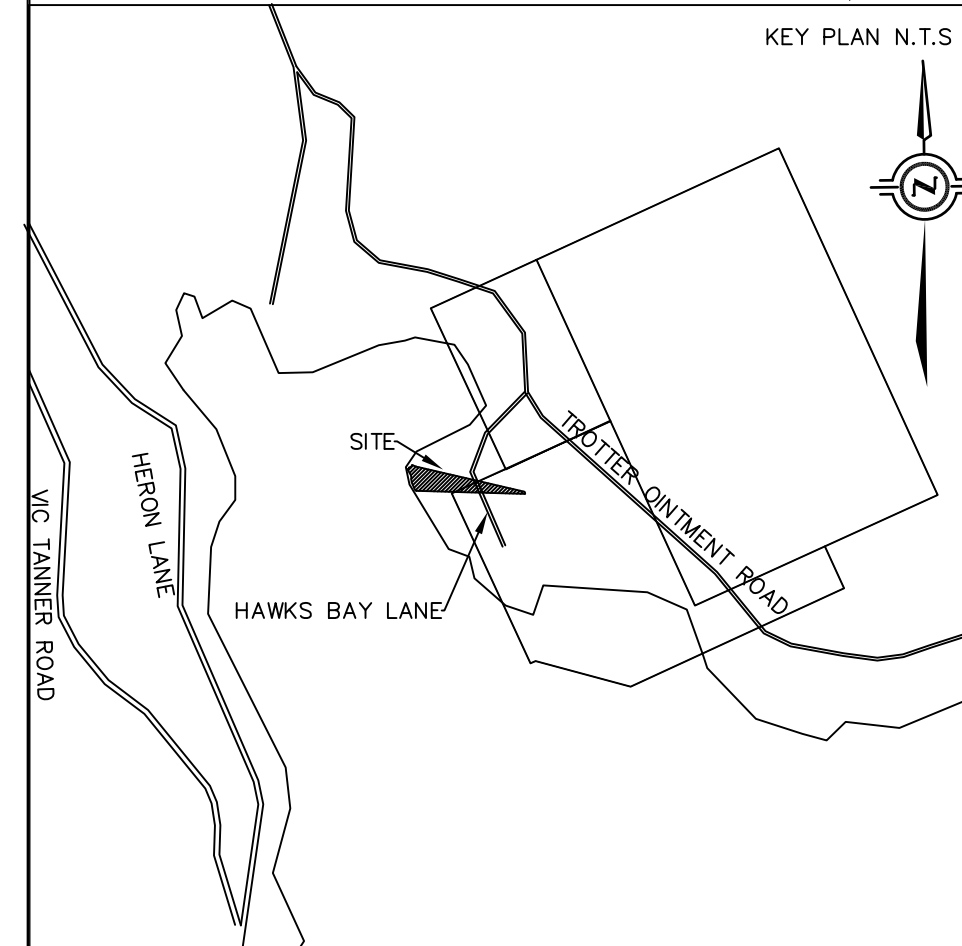 KEY PLAN N.T.S
N
SITE
TROTTER OINTMENT ROAD
HERON LANE
VIC TANNER ROAD
HAWKS BAY LANE